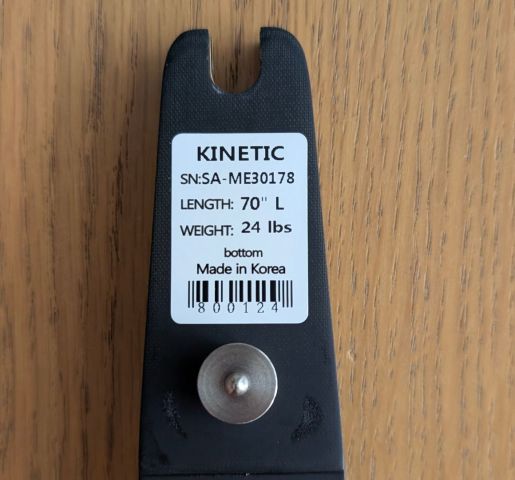 KINETIC
SN:SA-ME30178
LENGTH: 70" L
WEIGHT: 24 lbs
bottom
Made in Korea
800124